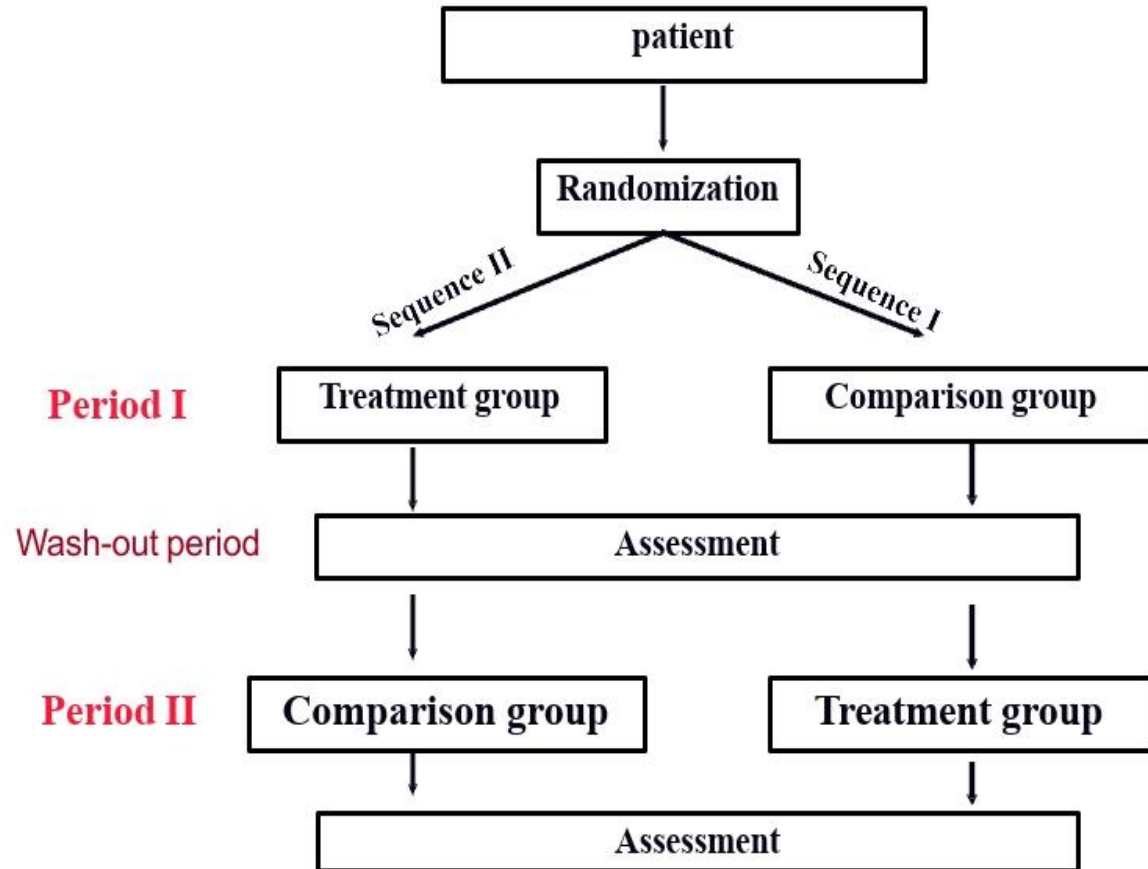 patient
Randomization
Sequence II
Sequence I
Period I
Treatment group
Comparison group
Wash-out period
Assessment
Period II
Comparison group
Treatment group
Assessment